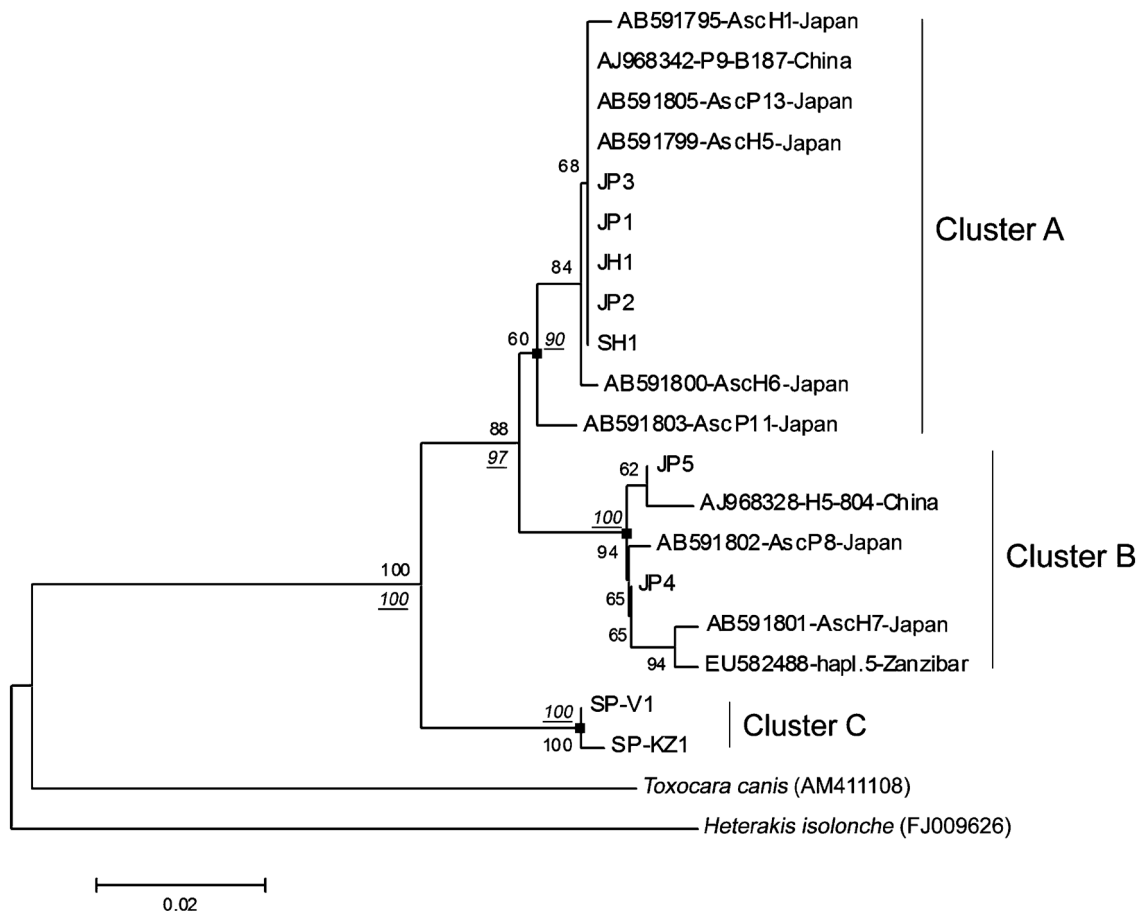 AB591795-AscH1-Japan
AJ968342-P9-B187-China
AB591805-AscP13-Japan
AB591799-AscH5-Japan
68
JP3
JP1
Cluster A
JH1
84
JP2
60
90
SH1
AB591800-AscH6-Japan
AB591803-AscP11-Japan
88
97
62
JP5
AJ968328-H5-804-China
100
94
AB591802-AscP8-Japan
Cluster B
JP4
65
65
AB591801-AscH7-Japan
94
EU582488-hapl.5-Zanzibar
100
100
100
SP-V1
Cluster C
100
SP-KZ1
Toxocara canis (AM411108)
Heterakis isolonche (FJ009626)
0.02